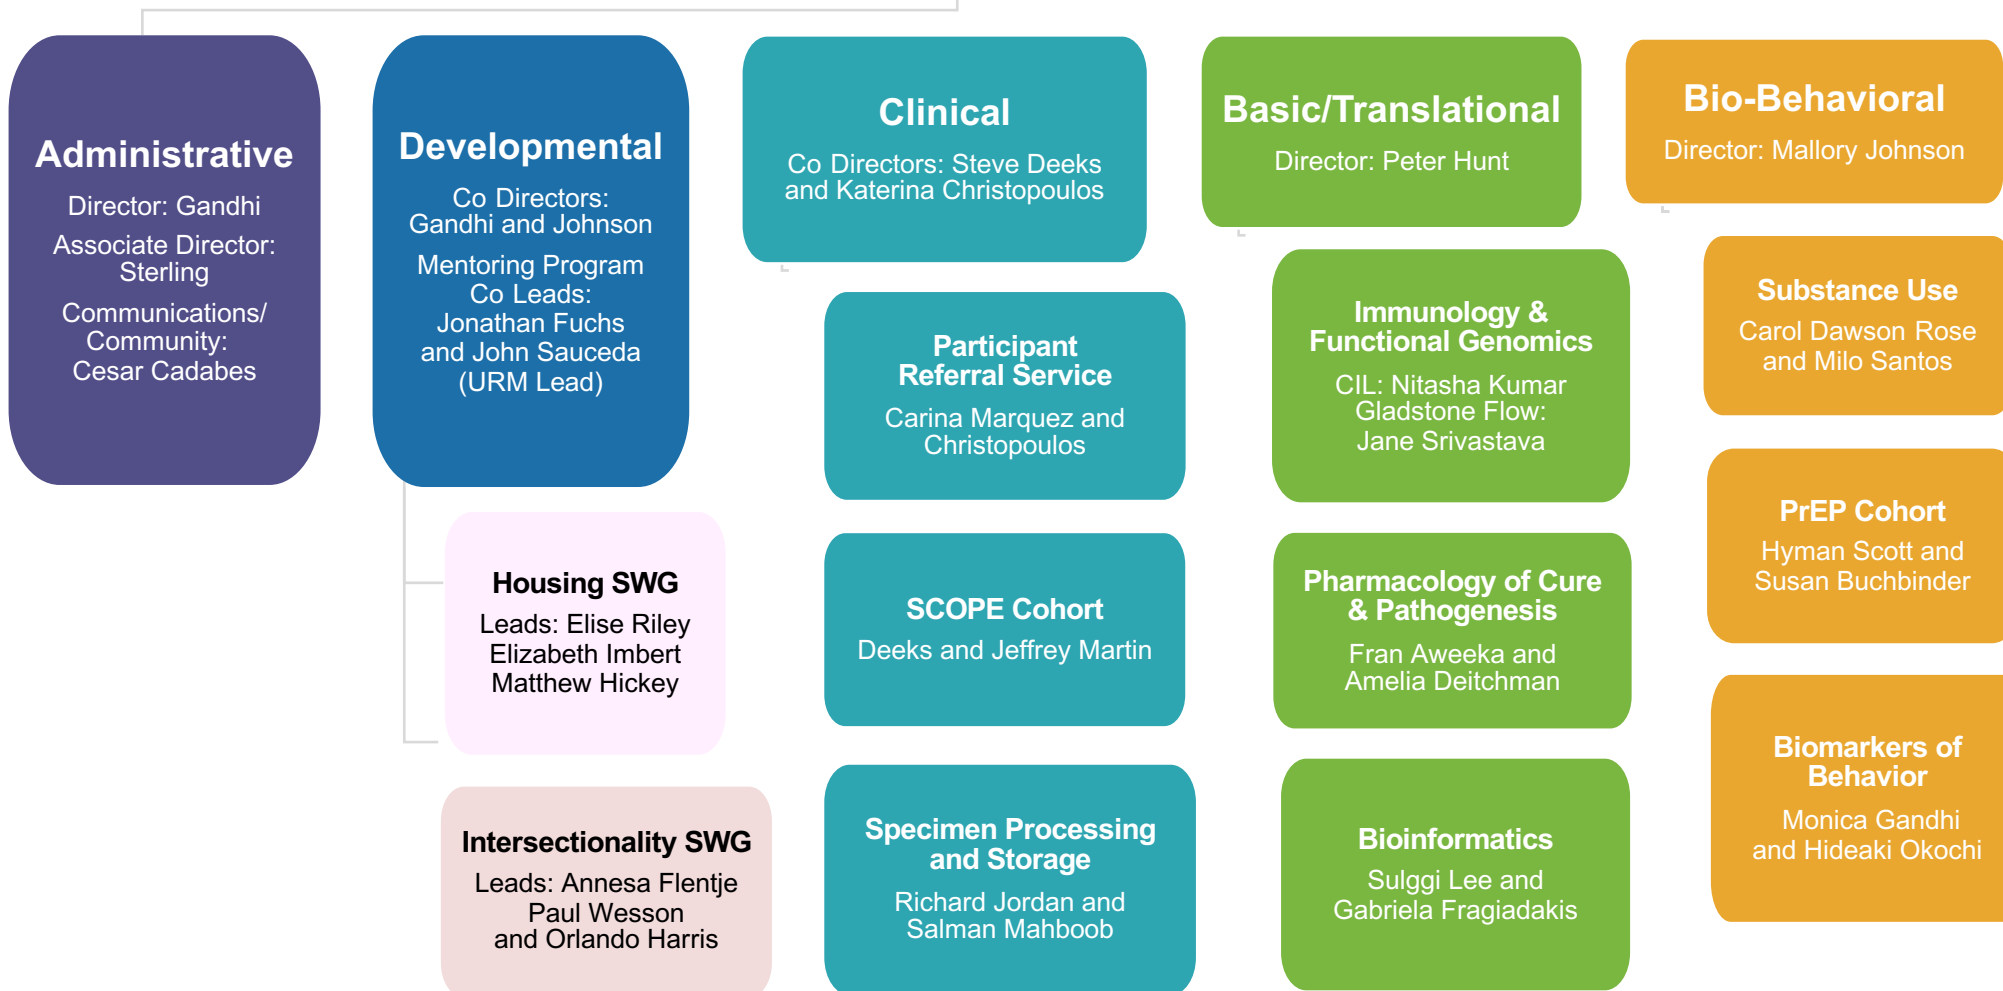 Administrative
Director: Gandhi
Associate Director:
Sterling
Communications/
Community:
Cesar Cadabes
Developmental
Co Directors:
Gandhi and Johnson
Mentoring Program
Co Leads:
Jonathan Fuchs
and John Sauceda
(URM Lead)
Housing SWG
Leads: Elise Riley
Elizabeth Imbert
Matthew Hickey
Intersectionality SWG
Leads: Annesa Flentje
Paul Wesson
and Orlando Harris
Clinical
Co Directors: Steve Deeks
and Katerina Christopoulos
Participant
Referral Service
Carina Marquez and
Christopoulos
SCOPE Cohort
Deeks and Jeffrey Martin
Specimen Processing
and Storage
Richard Jordan and
Salman Mahboob
Basic/Translational
Director: Peter Hunt
Immunology &
Functional Genomics
CIL: Nitasha Kumar
Gladstone Flow:
Jane Srivastava
Pharmacology of Cure
& Pathogenesis
Fran Aweeka and
Amelia Deitchman
Bioinformatics
Sulggi Lee and
Gabriela Fragiadakis
Bio-Behavioral
Director: Mallory Johnson
Substance Use
Carol Dawson Rose
and Milo Santos
PrEP Cohort
Hyman Scott and
Susan Buchbinder
Biomarkers of
Behavior
Monica Gandhi
and Hideaki Okochi